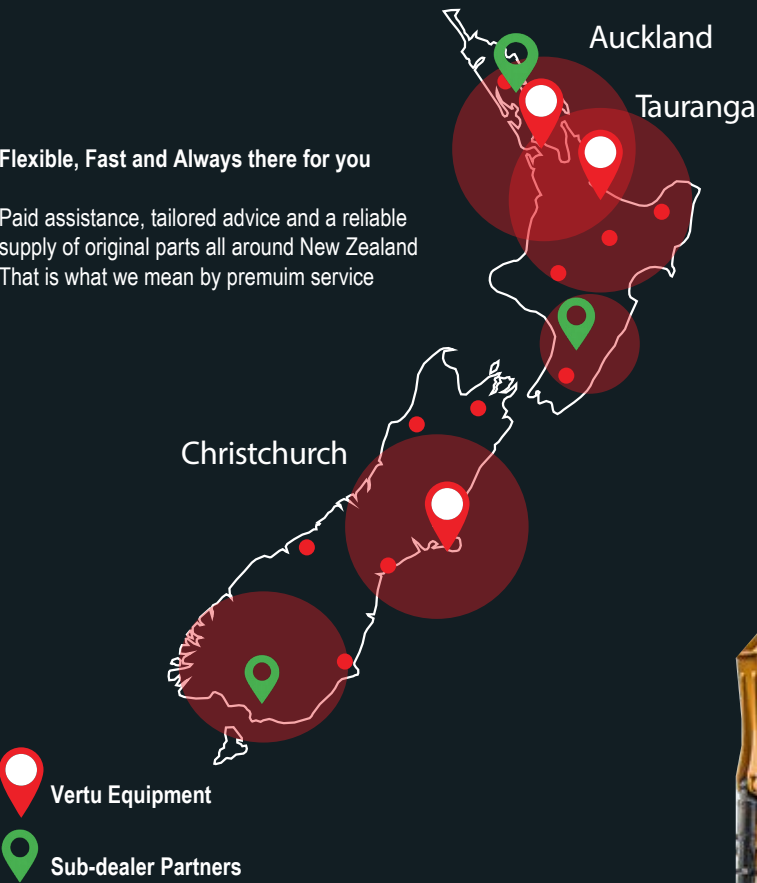 Auckland
Tauranga
Flexible, Fast and Always there for you
Paid assistance, tailored advice and a reliable
supply of original parts all around New Zealand
That is what we mean by premuim service
Christchurch
Vertu Equipment
Sub-dealer Partners